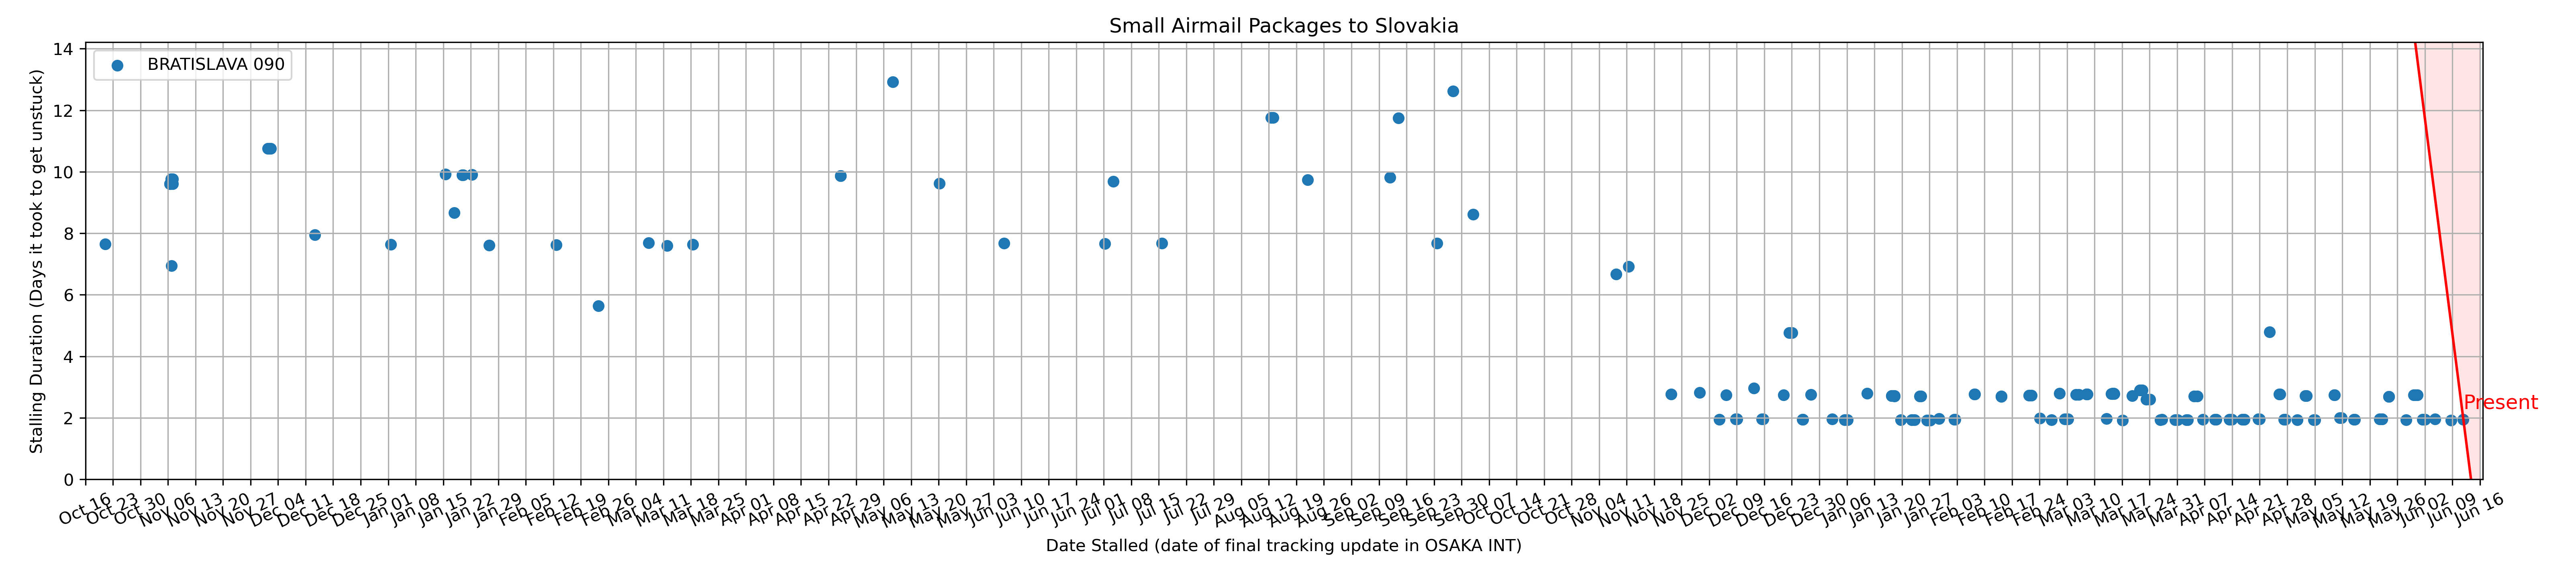 Small Airmail Packages to Slovakia
BRATISLAVA 090
Stalling Duration (Days it took to get unstuck)
14
12
10
8
6
4
2
0
Present
Oct 16 Oct 23 Oct 30 Nov 06 Nov 13 Nov 20 Nov 27 Dec 04 Dec 11 Dec 18 Dec 25 Jan 01 Jan 08 Jan 15 Jan 22 Jan 29 Feb 05 Feb 12 Feb 19 Feb 26 Mar 04 Mar 11 Mar 18 Mar 25 Apr 01 Apr 08 Apr 15 Apr 22 Apr 29 May 06 May 13 May 20 May 27 Jun 03 Jun 10 Jun 17 Jun 24 Jul 01 Jul 08 Jul 15 Jul 22 Jul 29 Aug 05 Aug 12 Aug 19 Aug 26 Sep 02 Sep 09 Sep 16 Sep 23 Sep 30 Oct 07 Oct 14 Oct 21 Oct 28 Nov 04 Nov 11 Nov 18 Nov 25 Dec 02 Dec 09 Dec 16 Dec 23 Dec 30 Jan 06 Jan 13 Jan 20 Jan 27 Feb 03 Feb 10 Feb 17 Feb 24 Mar 03 Mar 10 Mar 17 Mar 24 Mar 31 Apr 07 Apr 14 Apr 21 Apr 28 May 05 May 12 May 19 May 26 Jun 02 Jun 09 Jun 16
Date Stalled (date of final tracking update in OSAKA INT)